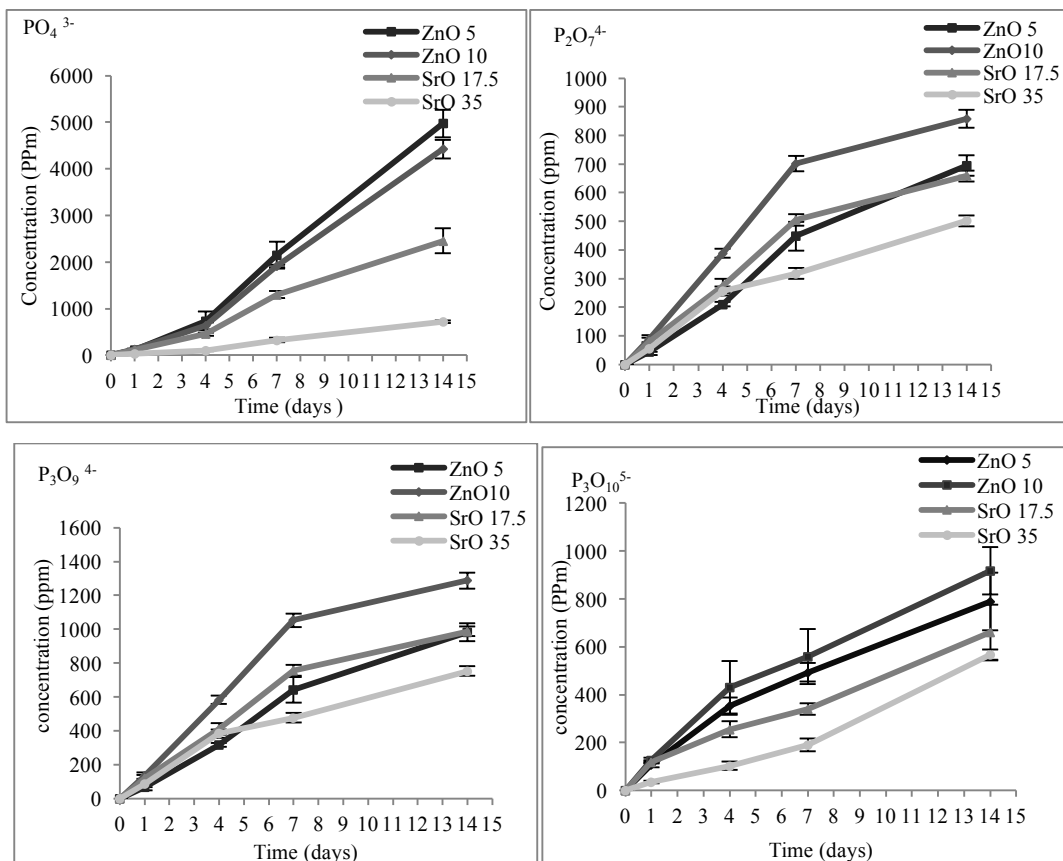 PO₄ ³⁻
ZnO 5
ZnO 10
SrO 17.5
SrO 35
Concentration (PPm)
6000
5000
4000
3000
2000
1000
0
0 1 2 3 4 5 6 7 8 9 10 11 12 13 14 15
Time (days )
P₂O₇⁴⁻
ZnO 5
ZnO10
SrO 17.5
SrO 35
Concentration (ppm)
1000
900
800
700
600
500
400
300
200
100
0
0 1 2 3 4 5 6 7 8 9 10 11 12 13 14 15
Time (days)
P₃O₉ ⁴⁻
ZnO 5
ZnO10
SrO 17.5
SrO 35
concentration (ppm)
1600
1400
1200
1000
800
600
400
200
0
0 1 2 3 4 5 6 7 8 9 10 11 12 13 14 15
Time (days)
P₃O₁₀⁵⁻
ZnO 5
ZnO 10
SrO 17.5
SrO 35
concentration (PPm)
1200
1000
800
600
400
200
0
0 1 2 3 4 5 6 7 8 9 10 11 12 13 14 15
Time (days)